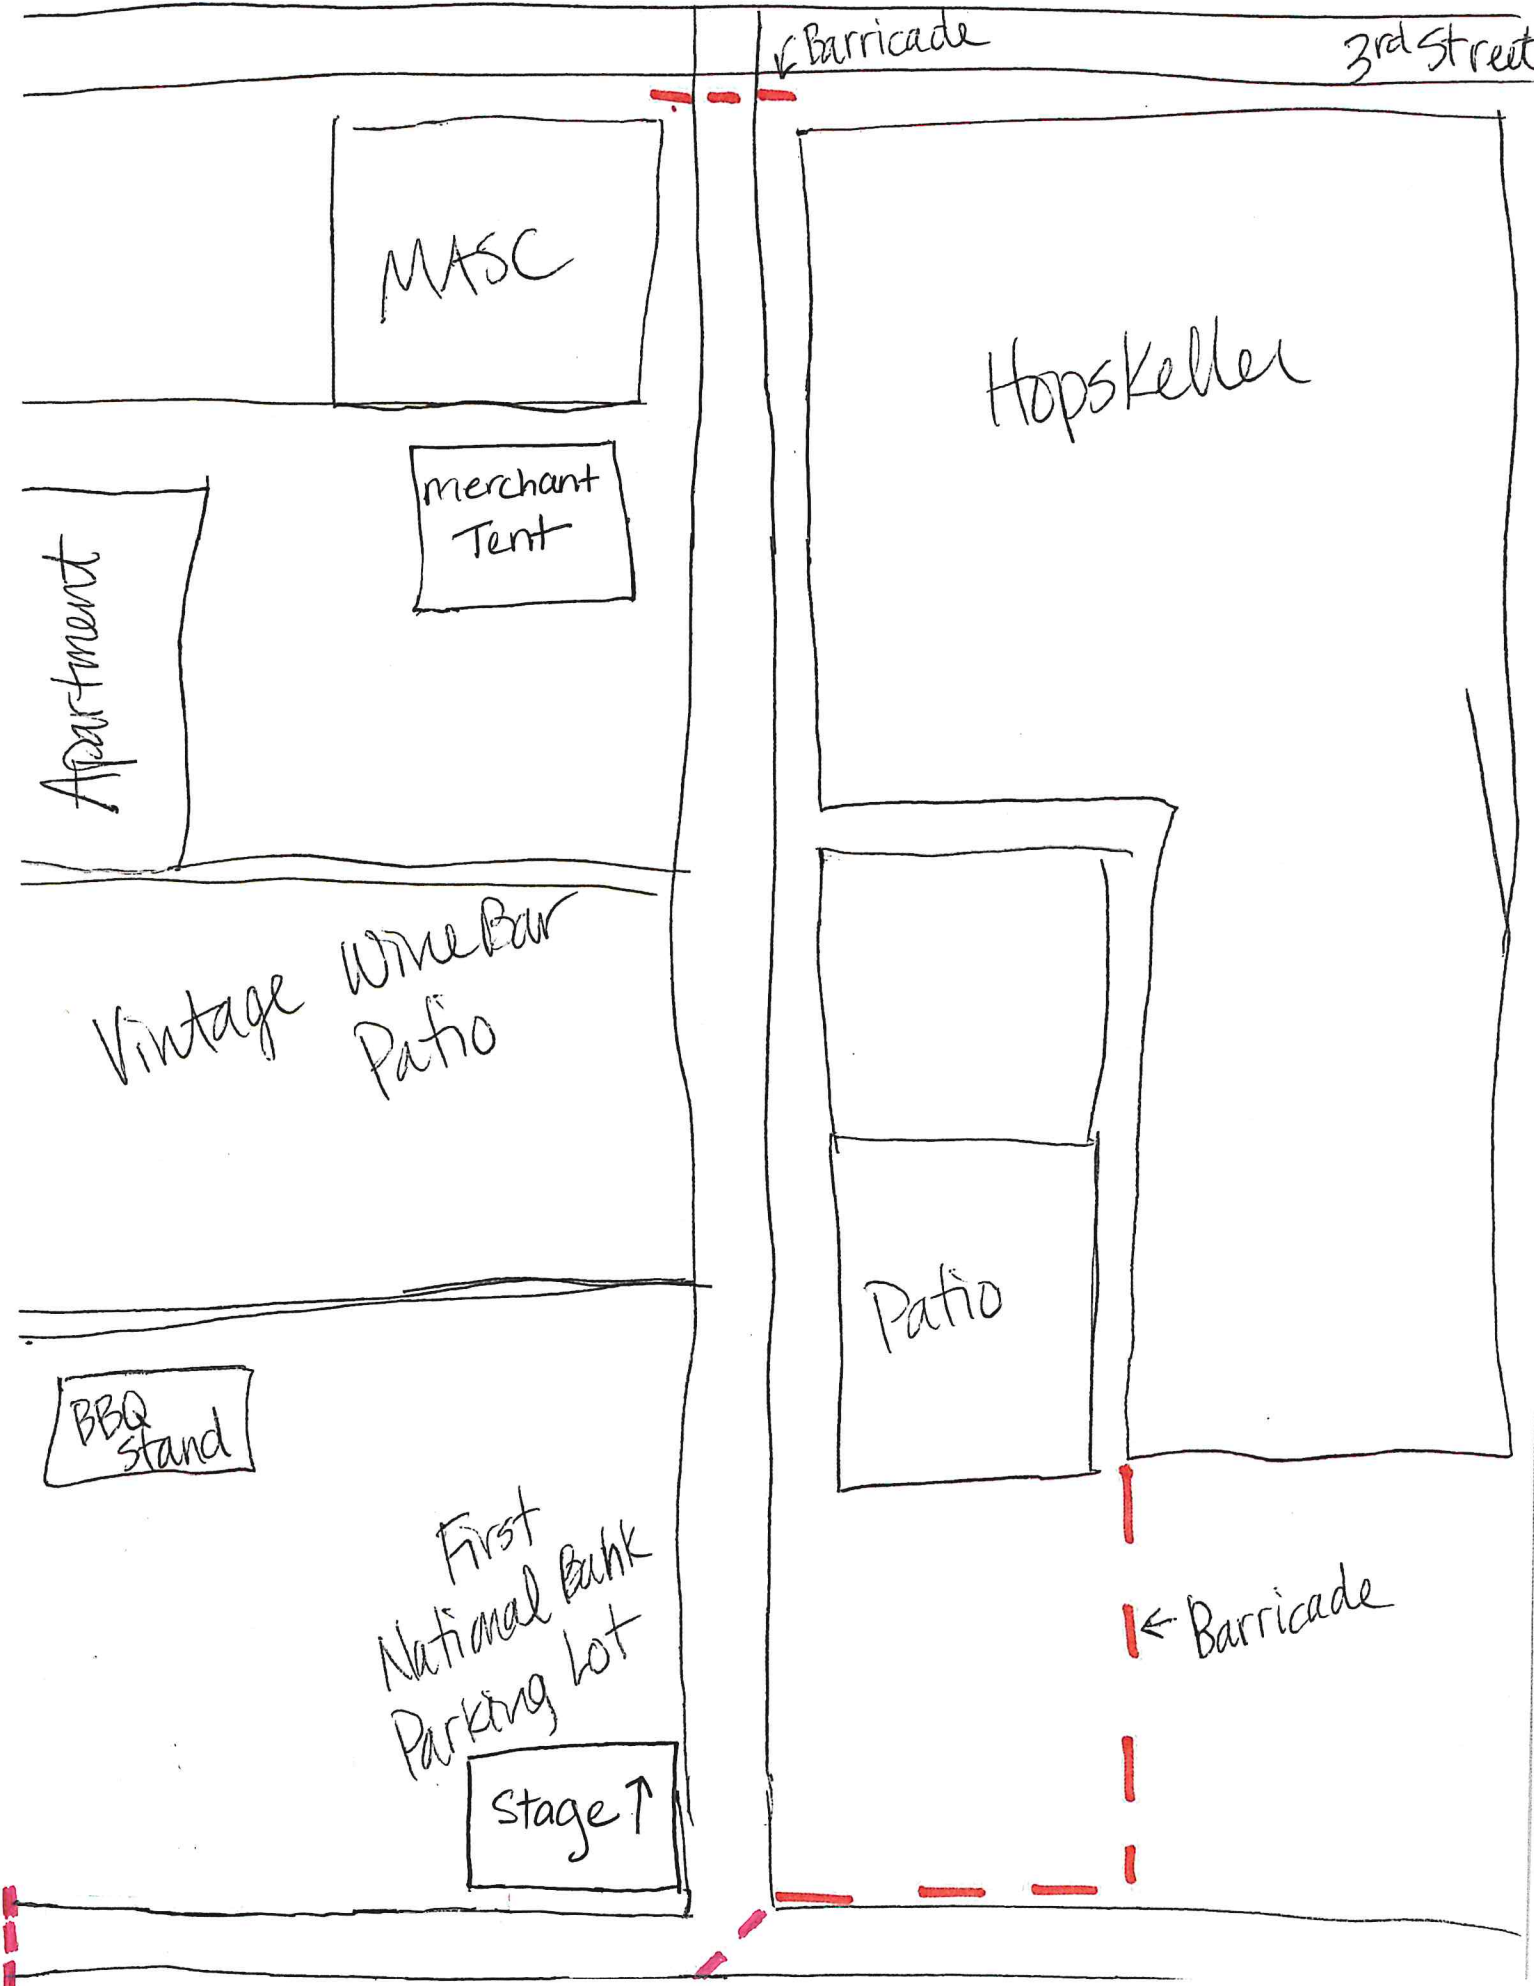 Barricade
3rd Street
MASC
Hopskeller
merchant
Tent
Apartment
Vintage Wine Bar
Patio
Patio
BBQ
Stand
First
National Bank
Parking Lot
Barricade
Stage ↑